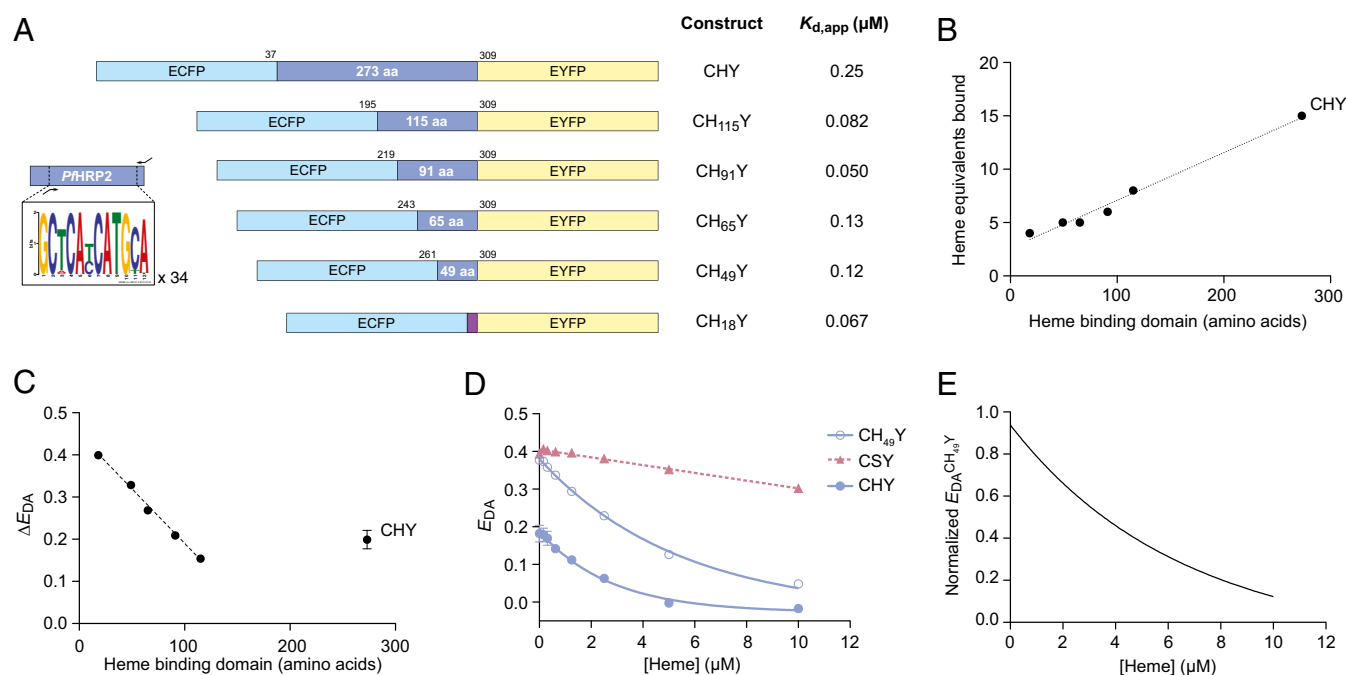 A
Construct K_d,app (µM)
37 309
ECFP 273 aa EYFP CHY 0.25
195 309
ECFP 115 aa EYFP CH₁₁₅Y 0.082
219 309
ECFP 91 aa EYFP CH₉₁Y 0.050
243 309
ECFP 65 aa EYFP CH₆₅Y 0.13
261 309
ECFP 49 aa EYFP CH₄₉Y 0.12
ECFP EYFP CH₁₈Y 0.067
PfHRP2
GCTCATCATGCA
x 34
B
Heme equivalents bound
20
15
10
5
0
CHY
0 100 200 300
Heme binding domain (amino acids)
C
ΔE_DA
0.5
0.4
0.3
0.2
0.1
0.0
CHY
0 100 200 300
Heme binding domain (amino acids)
D
E_DA
0.5
0.4
0.3
0.2
0.1
0.0
CH₄₉Y
CSY
CHY
0 2 4 6 8 10 12
[Heme] (µM)
E
Normalized E_DA^CH₄₉Y
1.0
0.8
0.6
0.4
0.2
0.0
0 2 4 6 8 10 12
[Heme] (µM)